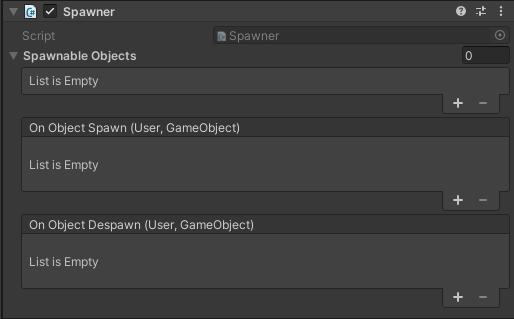 Spawner
Script Spawner
Spawnable Objects 0
List is Empty
On Object Spawn (User, GameObject)
List is Empty
On Object Despawn (User, GameObject)
List is Empty